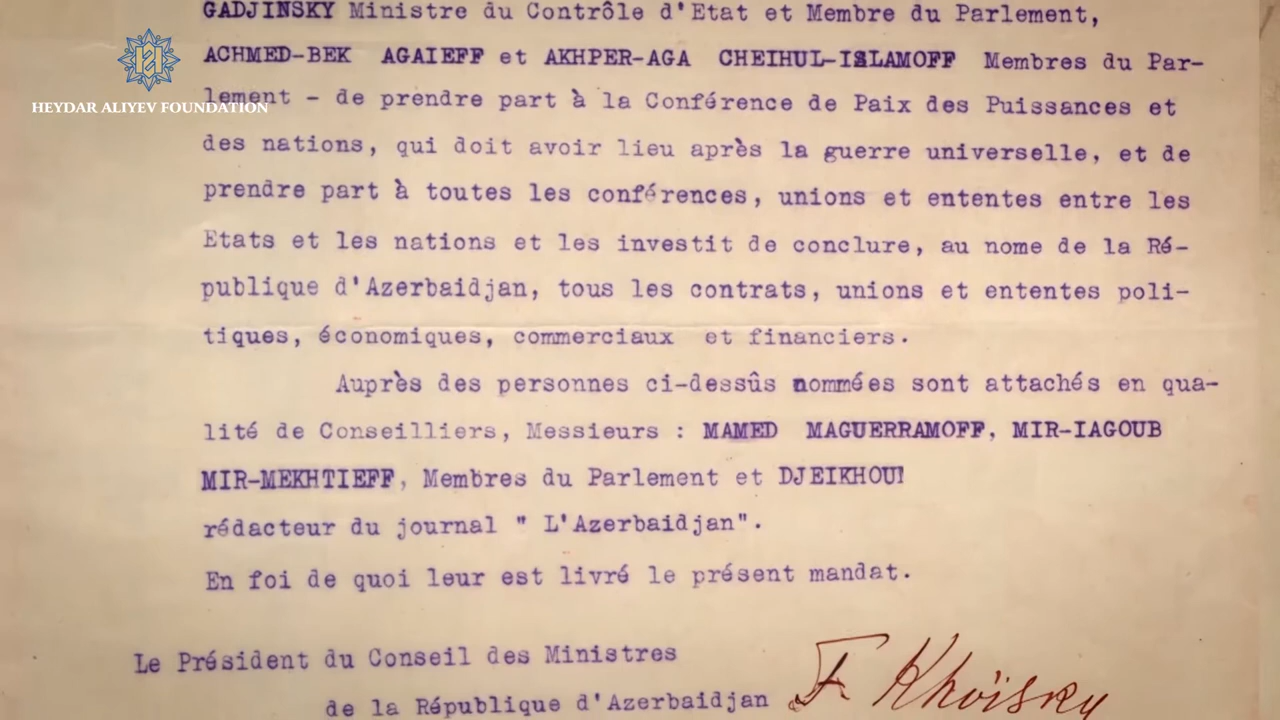 GADJINSKY Ministre du Contrôle d'Etat et Membre du Parlement,
ACHMED-BEK AGAIEFF et AKHPER-AGA CHEIHUL-ISLAMOFF Membres du Par-
lement - de prendre part à la Conférence de Paix des Puissances et
HEYDAR ALIYEV FOUNDATION
des nations, qui doit avoir lieu après la guerre universelle, et de
prendre part à toutes les conférences, unions et ententes entre les
Etats et les nations et les investit de conclure, au nome de la Ré-
publique d'Azerbaidjan, tous les contrats, unions et ententes poli-
tiques, économiques, commerciaux et financiers.
Auprès des personnes ci-dessûs nommées sont attachés en qua-
lité de Conseilliers, Messieurs : MAMED MAGUERRAMOFF, MIR-IAGOUB
MIR-MEKHTIEFF, Membres du Parlement et DJEIKHOUN
rédacteur du journal " L'Azerbaidjan".
En foi de quoi leur est livré le présent mandat.
Le Président du Conseil des Ministres
de la République d'Azerbaidjan F. Khoïsky